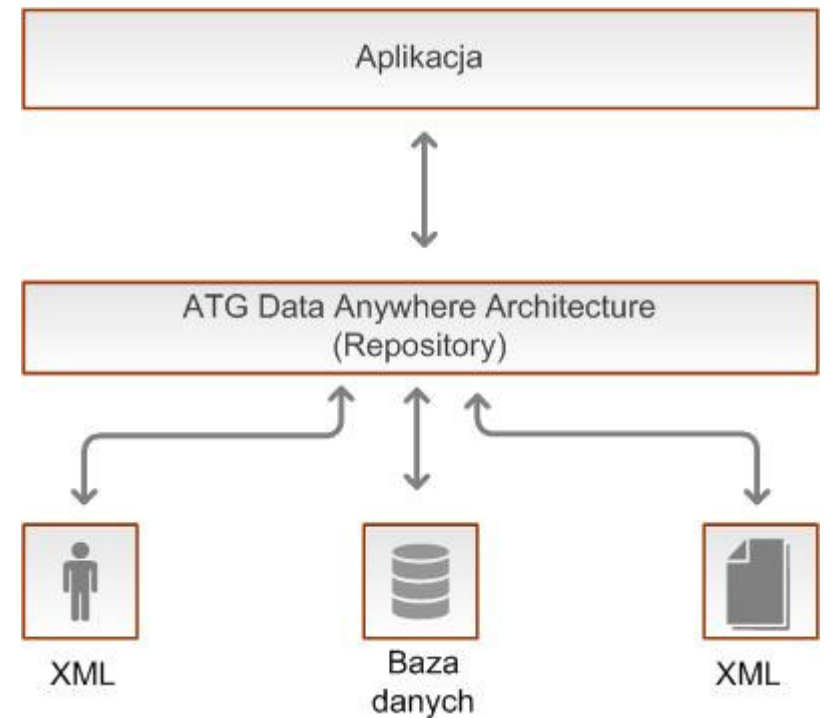 Aplikacja
ATG Data Anywhere Architecture
(Repository)
XML
Baza
danych
XML